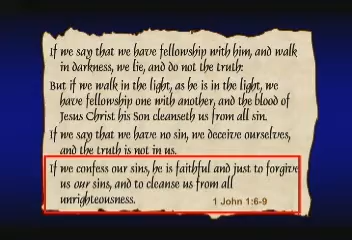 If we say that we have fellowship with him, and walk
in darkness, we lie, and do not the truth:
But if we walk in the light, as he is in the light, we
have fellowship one with another, and the blood of
Jesus Christ his Son cleanseth us from all sin.
If we say that we have no sin, we deceive ourselves,
and the truth is not in us.
If we confess our sins, he is faithful and just to forgive
us our sins, and to cleanse us from all
unrighteousness. 1 John 1:6-9